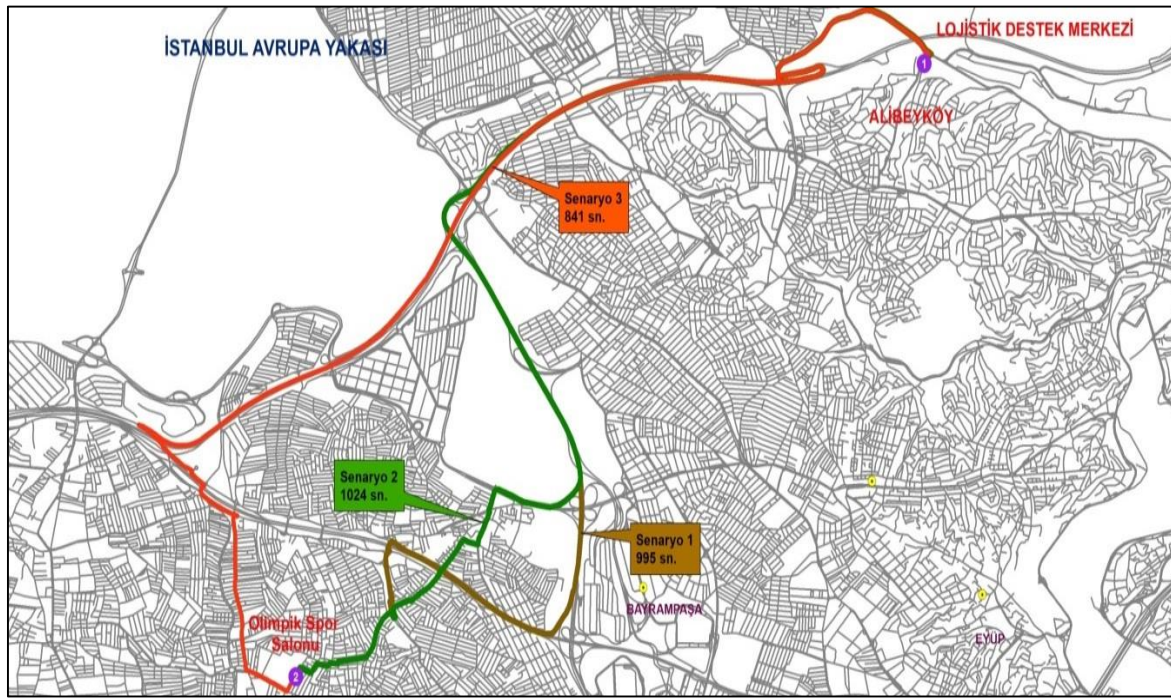 İSTANBUL AVRUPA YAKASI
LOJİSTİK DESTEK MERKEZİ
1
ALİBEYKÖY
Senaryo 3
841 sn.
Senaryo 2
1024 sn.
Senaryo 1
995 sn.
BAYRAMPAŞA
EYÜP
Olimpik Spor
Salonu
2